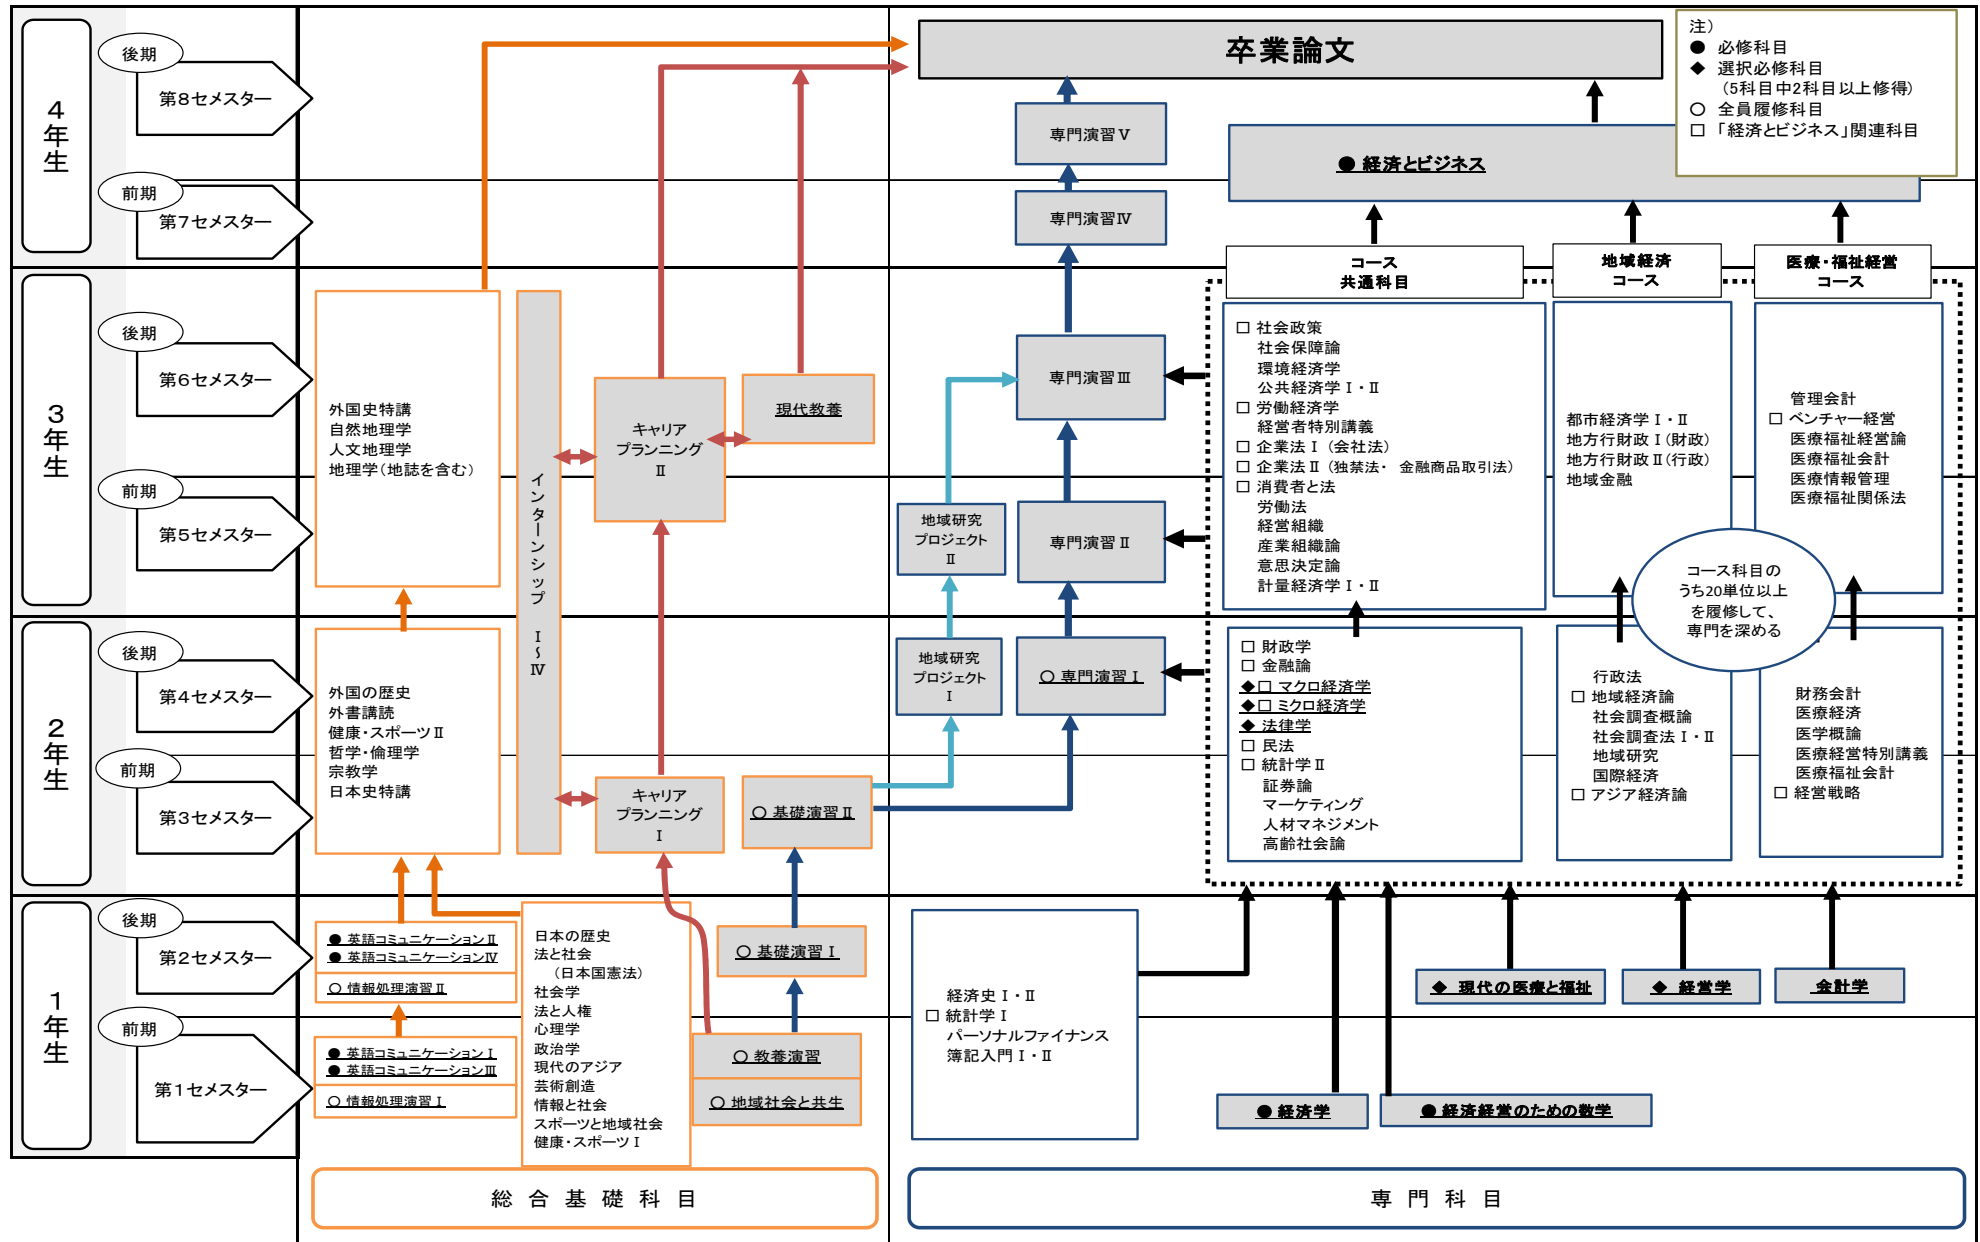 4年生
後期
第8セメスター
前期
第7セメスター
卒業論文
注）
● 必修科目
◆ 選択必修科目
（5科目中2科目以上修得）
○ 全員履修科目
□ 「経済とビジネス」関連科目
専門演習Ⅴ
専門演習Ⅳ
● 経済とビジネス
3年生
後期
第6セメスター
前期
第5セメスター
外国史特講
自然地理学
人文地理学
地理学（地誌を含む）
インターンシップ Ⅰ～Ⅳ
キャリア
プランニング
Ⅱ
現代教養
地域研究
プロジェクト
Ⅱ
専門演習Ⅲ
専門演習Ⅱ
コース
共通科目
□ 社会政策
社会保障論
環境経済学
公共経済学Ⅰ・Ⅱ
□ 労働経済学
経営者特別講義
□ 企業法Ⅰ（会社法）
□ 企業法Ⅱ（独禁法・ 金融商品取引法）
□ 消費者と法
労働法
経営組織
産業組織論
意思決定論
計量経済学Ⅰ・Ⅱ
地域経済
コース
都市経済学Ⅰ・Ⅱ
地方行財政Ⅰ（財政）
地方行財政Ⅱ（行政）
地域金融
医療・福祉経営
コース
管理会計
□ ベンチャー経営
医療福祉経営論
医療福祉会計
医療情報管理
医療福祉関係法
コース科目の
うち20単位以上
を履修して、
専門を深める
2年生
後期
第4セメスター
前期
第3セメスター
外国の歴史
外書講読
健康・スポーツⅡ
哲学・倫理学
宗教学
日本史特講
キャリア
プランニング
Ⅰ
○ 基礎演習Ⅱ
地域研究
プロジェクト
Ⅰ
○ 専門演習Ⅰ
□ 財政学
□ 金融論
◆□ マクロ経済学
◆□ ミクロ経済学
◆ 法律学
□ 民法
□ 統計学Ⅱ
証券論
マーケティング
人材マネジメント
高齢社会論
行政法
□ 地域経済論
社会調査概論
社会調査法Ⅰ・Ⅱ
地域研究
国際経済
□ アジア経済論
財務会計
医療経済
医学概論
医療経営特別講義
医療福祉会計
□ 経営戦略
1年生
後期
第2セメスター
前期
第1セメスター
● 英語コミュニケーションⅡ
● 英語コミュニケーションⅣ
○ 情報処理演習Ⅱ
● 英語コミュニケーションⅠ
● 英語コミュニケーションⅢ
○ 情報処理演習Ⅰ
日本の歴史
法と社会
（日本国憲法）
社会学
法と人権
心理学
政治学
現代のアジア
芸術創造
情報と社会
スポーツと地域社会
健康・スポーツⅠ
○ 基礎演習Ⅰ
○ 教養演習
○ 地域社会と共生
経済史Ⅰ・Ⅱ
□ 統計学Ⅰ
パーソナルファイナンス
簿記入門Ⅰ・Ⅱ
◆ 現代の医療と福祉
◆ 経営学
会計学
● 経済学
● 経済経営のための数学
総合基礎科目
専門科目